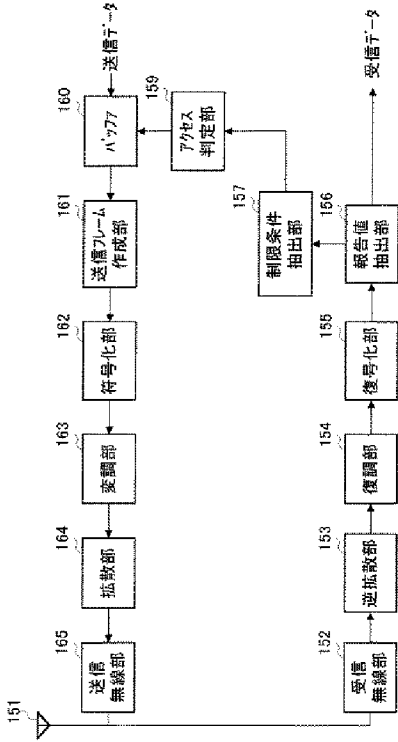 151
165
送信
無線部
164
拡散部
163
変調部
162
符号化部
161
送信フレーム
作成部
160
バッファ
送信データ
159
アクセス
判定部
157
制限条件
抽出部
152
受信
無線部
153
逆拡散部
154
復調部
155
復号化部
156
報告値
抽出部
受信データ